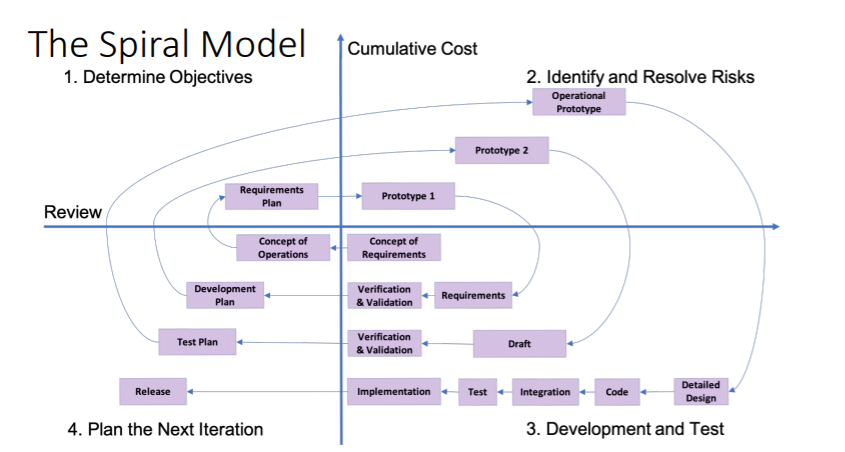 The Spiral Model
Cumulative Cost
1. Determine Objectives
2. Identify and Resolve Risks
Operational
Prototype
Prototype 2
Requirements
Plan
Prototype 1
Review
Concept of
Operations
Concept of
Requirements
Development
Plan
Verification
& Validation
Requirements
Test Plan
Verification
& Validation
Draft
Release
Implementation
Test
Integration
Code
Detailed
Design
4. Plan the Next Iteration
3. Development and Test